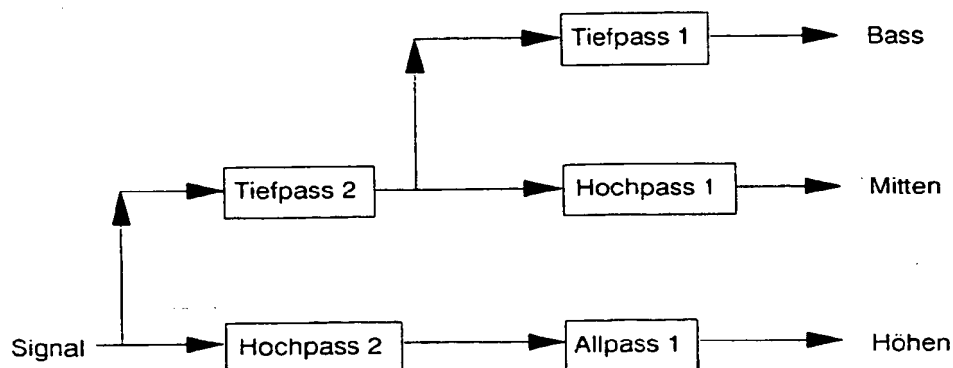 Tiefpass 1
Bass
Tiefpass 2
Hochpass 1
Mitten
Signal
Hochpass 2
Allpass 1
Höhen